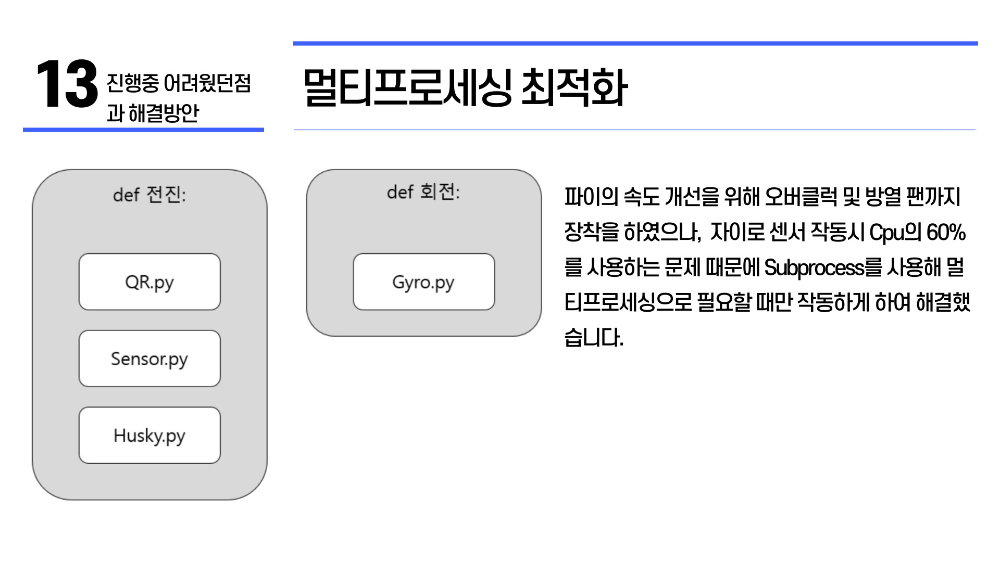 13
진행중 어려웠던점
과 해결방안
멀티프로세싱 최적화
def 전진:
QR.py
Sensor.py
Husky.py
def 회전:
Gyro.py
파이의 속도 개선을 위해 오버클럭 및 방열 팬까지
장착을 하였으나, 자이로 센서 작동시 Cpu의 60%
를 사용하는 문제 때문에 Subprocess를 사용해 멀
티프로세싱으로 필요할 때만 작동하게 하여 해결했
습니다.